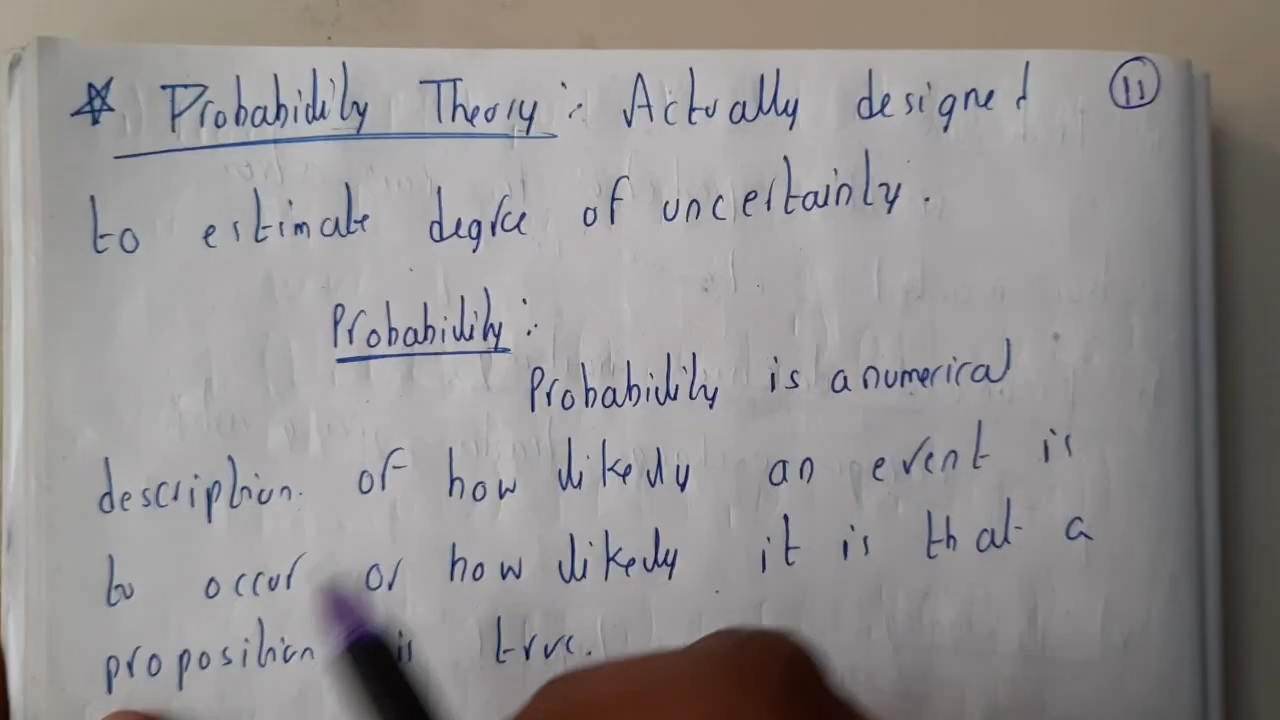 * Probability Theory : Actually designed 11
to estimate degree of uncertainly.
Probability :
Probability is a numerical
description of how likely an event is
to occur or how likely it is that a
proposition is true.